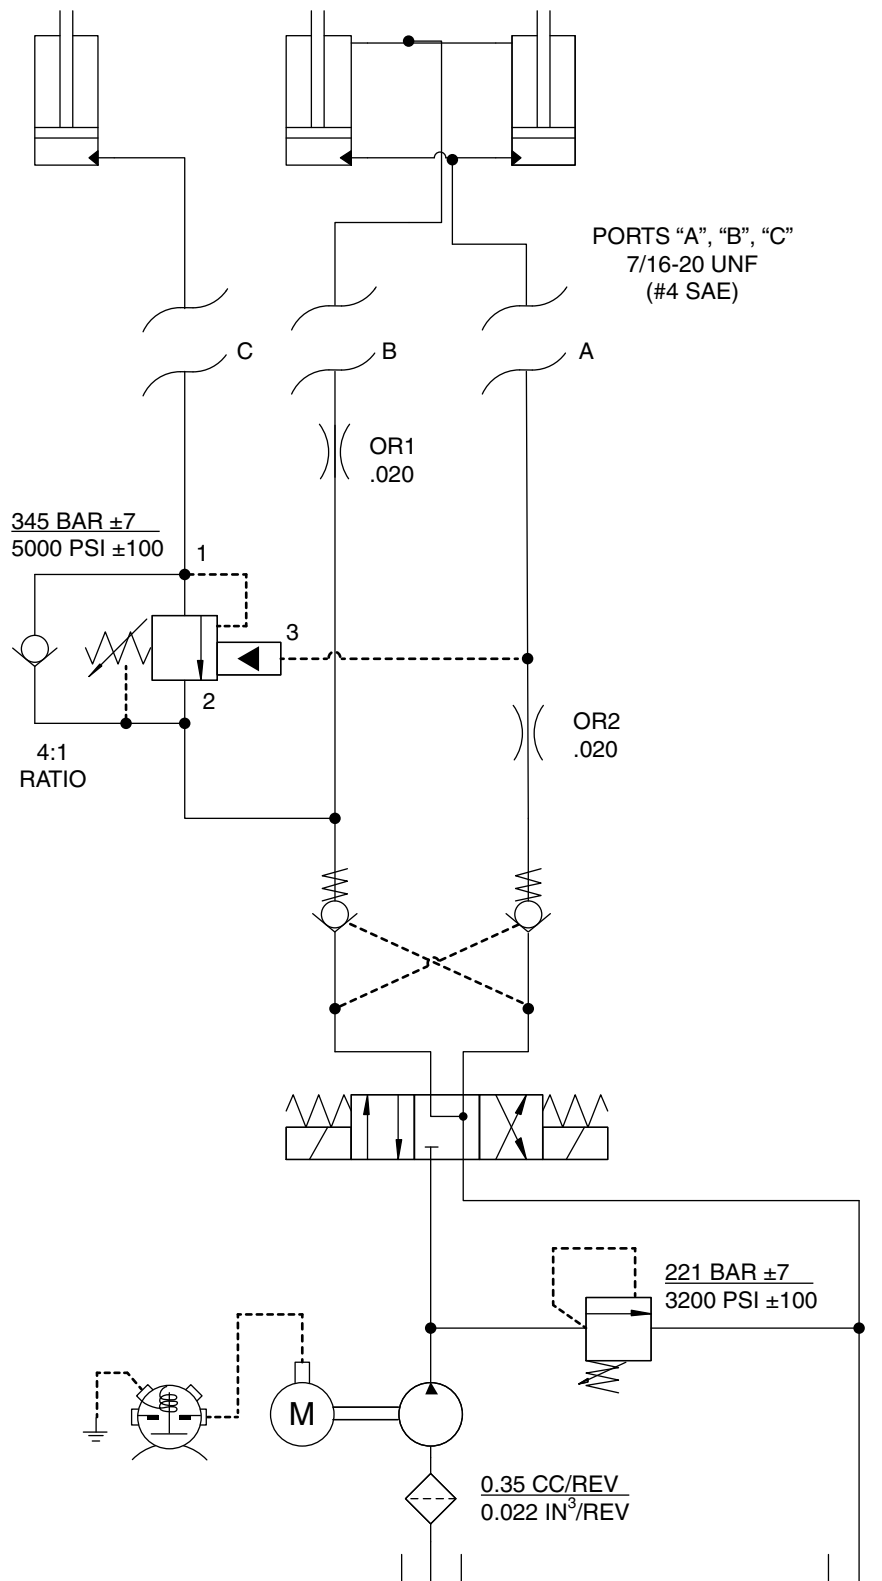 PORTS “A”, “B”, “C”
7/16-20 UNF
(#4 SAE)
C
B
A
OR1
.020
345 BAR ±7
5000 PSI ±100
1
3
2
4:1
RATIO
OR2
.020
221 BAR ±7
3200 PSI ±100
M
0.35 CC/REV
0.022 IN³/REV